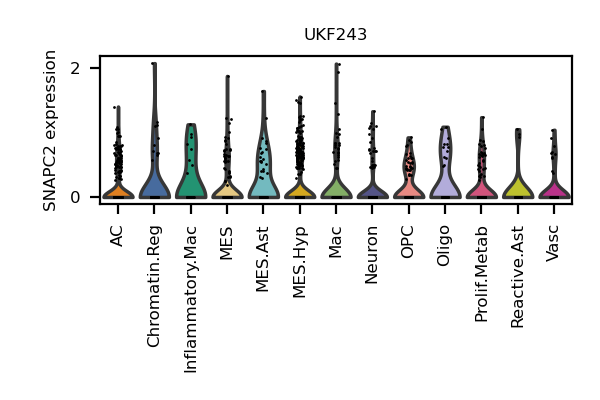 UKF243
SNAPC2 expression
2
0
AC
Chromatin.Reg
Inflammatory.Mac
MES
MES.Ast
MES.Hyp
Mac
Neuron
OPC
Oligo
Prolif.Metab
Reactive.Ast
Vasc